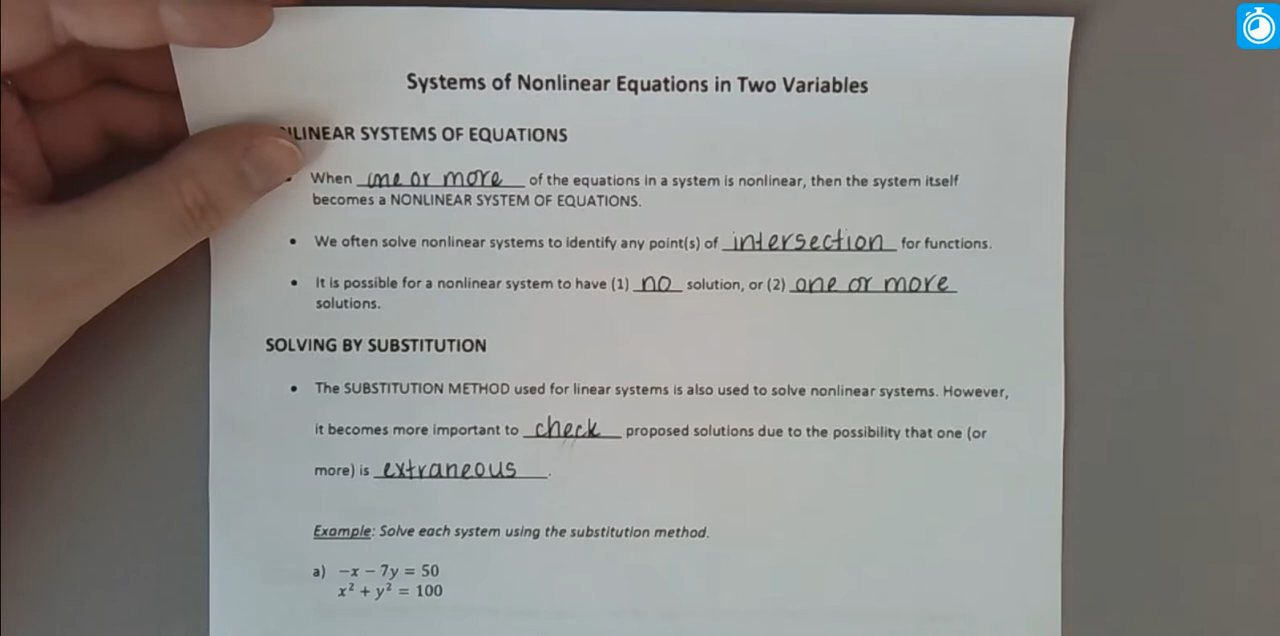 Systems of Nonlinear Equations in Two Variables
LINEAR SYSTEMS OF EQUATIONS
When one or more of the equations in a system is nonlinear, then the system itself
becomes a NONLINEAR SYSTEM OF EQUATIONS.
• We often solve nonlinear systems to identify any point(s) of intersection for functions.
• It is possible for a nonlinear system to have (1) no solution, or (2) one or more
solutions.
SOLVING BY SUBSTITUTION
• The SUBSTITUTION METHOD used for linear systems is also used to solve nonlinear systems. However,
it becomes more important to check proposed solutions due to the possibility that one (or
more) is extraneous.
Example: Solve each system using the substitution method.
a) −x − 7y = 50
x² + y² = 100